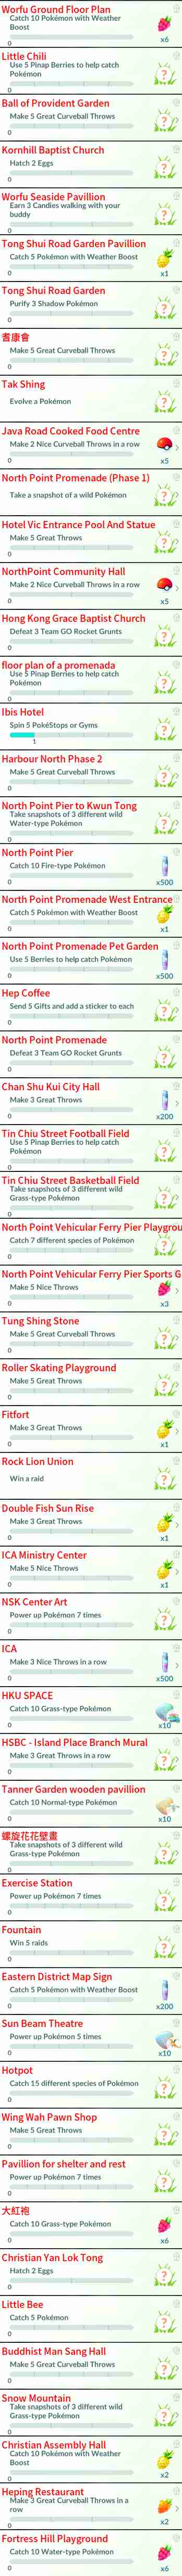 Worfu Ground Floor Plan
Catch 10 Pokémon with Weather
Boost
0
x6
Little Chili
Use 5 Pinap Berries to help catch
Pokémon
0
?
Ball of Provident Garden
Make 5 Great Curveball Throws
0
?
Kornhill Baptist Church
Hatch 2 Eggs
0
?
Worfu Seaside Pavillion
Earn 3 Candies walking with your
buddy
0
?
Tong Shui Road Garden Pavillion
Catch 5 Pokémon with Weather Boost
0
x1
Tong Shui Road Garden
Purify 3 Shadow Pokémon
0
?
耆康會
Make 5 Great Curveball Throws
0
?
Tak Shing
Evolve a Pokémon
?
Java Road Cooked Food Centre
Make 2 Nice Curveball Throws in a row
0
x5
North Point Promenade (Phase 1)
Take a snapshot of a wild Pokémon
?
Hotel Vic Entrance Pool And Statue
Make 5 Great Throws
0
?
NorthPoint Community Hall
Make 2 Nice Curveball Throws in a row
0
x5
Hong Kong Grace Baptist Church
Defeat 3 Team GO Rocket Grunts
0
?
floor plan of a promenada
Use 5 Pinap Berries to help catch
Pokémon
0
?
Ibis Hotel
Spin 5 PokéStops or Gyms
1
?
Harbour North Phase 2
Make 5 Great Curveball Throws
0
?
North Point Pier to Kwun Tong
Take snapshots of 3 different wild
Water-type Pokémon
0
?
North Point Pier
Catch 10 Fire-type Pokémon
0
x500
North Point Promenade West Entrance
Catch 5 Pokémon with Weather Boost
0
x1
North Point Promenade Pet Garden
Use 5 Berries to help catch Pokémon
0
x500
Hep Coffee
Send 5 Gifts and add a sticker to each
0
?
North Point Promenade
Defeat 3 Team GO Rocket Grunts
0
?
Chan Shu Kui City Hall
Make 3 Great Throws
0
x200
Tin Chiu Street Football Field
Use 5 Pinap Berries to help catch
Pokémon
0
?
Tin Chiu Street Basketball Field
Take snapshots of 3 different wild
Grass-type Pokémon
0
?
North Point Vehicular Ferry Pier Playgrou
Catch 7 different species of Pokémon
0
?
North Point Vehicular Ferry Pier Sports G
Make 5 Nice Throws
0
x3
Tung Shing Stone
Make 5 Great Curveball Throws
0
?
Roller Skating Playground
Make 5 Great Throws
0
?
Fitfort
Make 3 Great Throws
0
x1
Rock Lion Union
Win a raid
?
Double Fish Sun Rise
Make 3 Great Throws
0
x1
ICA Ministry Center
Make 5 Nice Throws
0
x1
NSK Center Art
Power up Pokémon 7 times
0
?
ICA
Make 3 Nice Throws in a row
0
x500
HKU SPACE
Catch 10 Grass-type Pokémon
0
x10
HSBC - Island Place Branch Mural
Make 3 Great Throws in a row
0
?
Tanner Garden wooden pavillion
Catch 10 Normal-type Pokémon
0
x10
螺旋花花壁畫
Take snapshots of 3 different wild
Grass-type Pokémon
0
?
Exercise Station
Power up Pokémon 7 times
0
?
Fountain
Win 5 raids
0
?
Eastern District Map Sign
Catch 5 Pokémon with Weather Boost
0
x200
Sun Beam Theatre
Power up Pokémon 5 times
0
x10
Hotpot
Catch 15 different species of Pokémon
0
?
Wing Wah Pawn Shop
Make 5 Great Throws
0
?
Pavillion for shelter and rest
Power up Pokémon 7 times
0
?
大紅袍
Catch 10 Grass-type Pokémon
0
x6
Christian Yan Lok Tong
Hatch 2 Eggs
0
?
Little Bee
Catch 5 Pokémon
0
?
Buddhist Man Sang Hall
Make 5 Great Curveball Throws
0
?
Snow Mountain
Take snapshots of 3 different wild
Grass-type Pokémon
0
?
Christian Assembly Hall
Catch 10 Pokémon with Weather
Boost
0
x2
Heping Restaurant
Make 3 Great Curveball Throws in a
row
0
x2
Fortress Hill Playground
Catch 10 Water-type Pokémon
0
x6